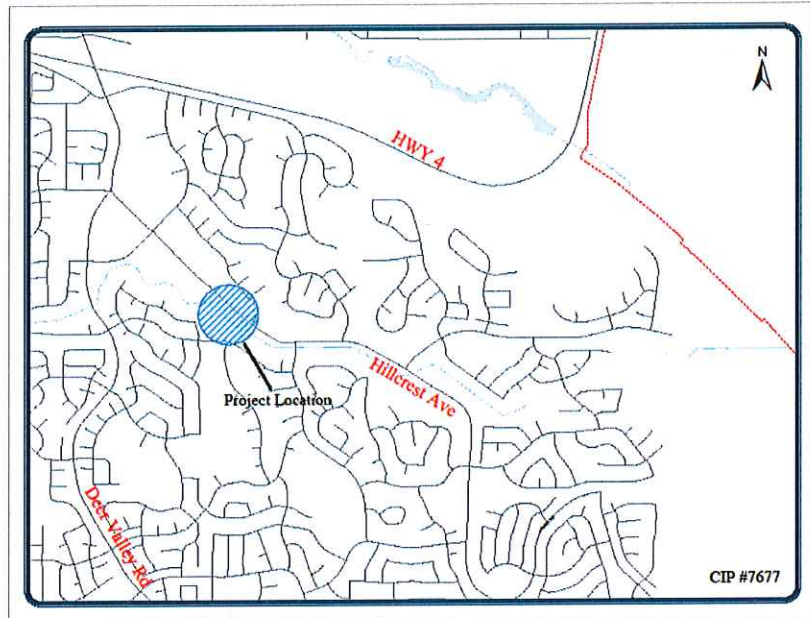 N
HWY 4
Hillcrest Ave
Project Location
Deer Valley Rd
CIP #7677